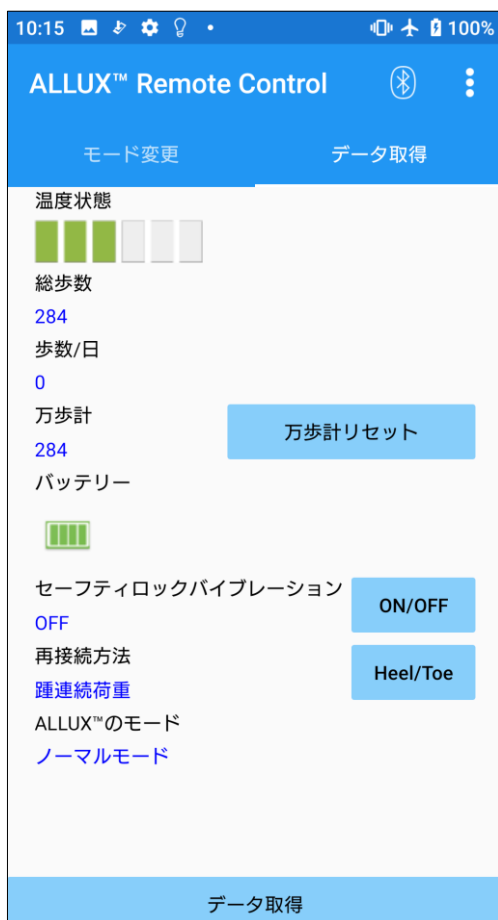 10:15 100%
ALLUX™ Remote Control
モード変更 データ取得
温度状態
総歩数
284
歩数/日
0
万歩計
284
万歩計リセット
バッテリー
セーフティロックバイブレーション
OFF
ON/OFF
再接続方法
踵連続荷重
Heel/Toe
ALLUX™のモード
ノーマルモード
データ取得